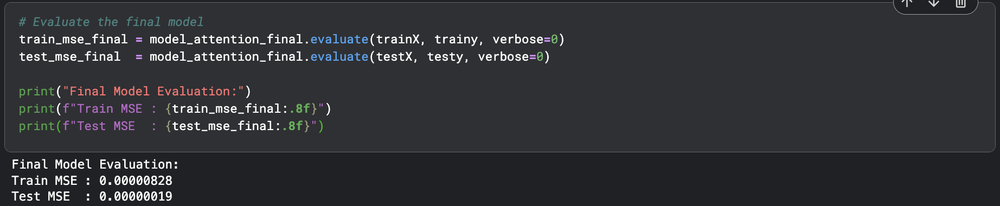 # Evaluate the final model
train_mse_final = model_attention_final.evaluate(trainX, trainy, verbose=0)
test_mse_final  = model_attention_final.evaluate(testX, testy, verbose=0)
print("Final Model Evaluation:")
print(f"Train MSE : {train_mse_final:.8f}")
print(f"Test MSE  : {test_mse_final:.8f}")
Final Model Evaluation:
Train MSE : 0.00000828
Test MSE  : 0.00000019